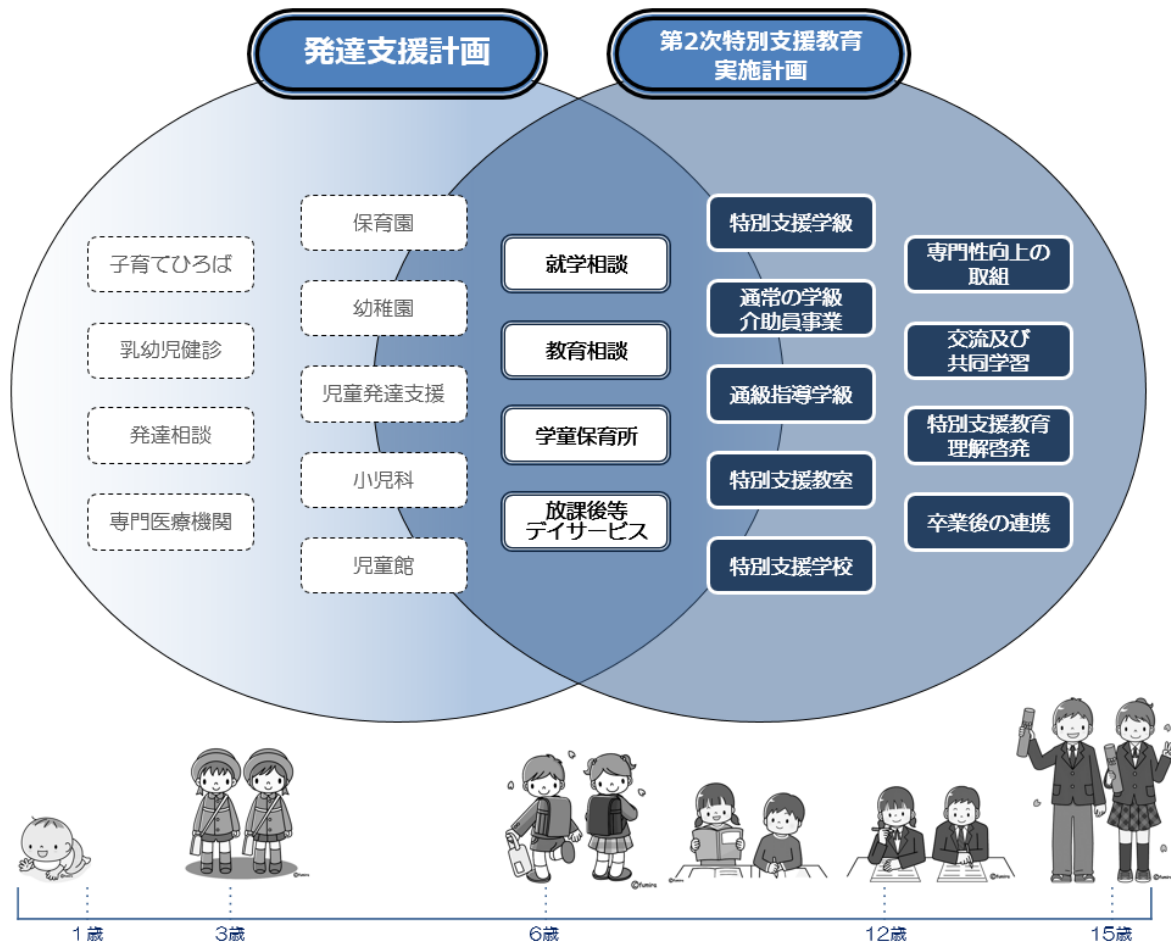 発達支援計画
第2次特別支援教育
実施計画
子育てひろば
乳幼児健診
発達相談
専門医療機関
保育園
幼稚園
児童発達支援
小児科
児童館
就学相談
教育相談
学童保育所
放課後等
デイサービス
特別支援学級
通常の学級
介助員事業
通級指導学級
特別支援教室
特別支援学校
専門性向上の
取組
交流及び
共同学習
特別支援教育
理解啓発
卒業後の連携
©fumira
©fumira
©fumira
©fumira
1歳
3歳
6歳
12歳
15歳